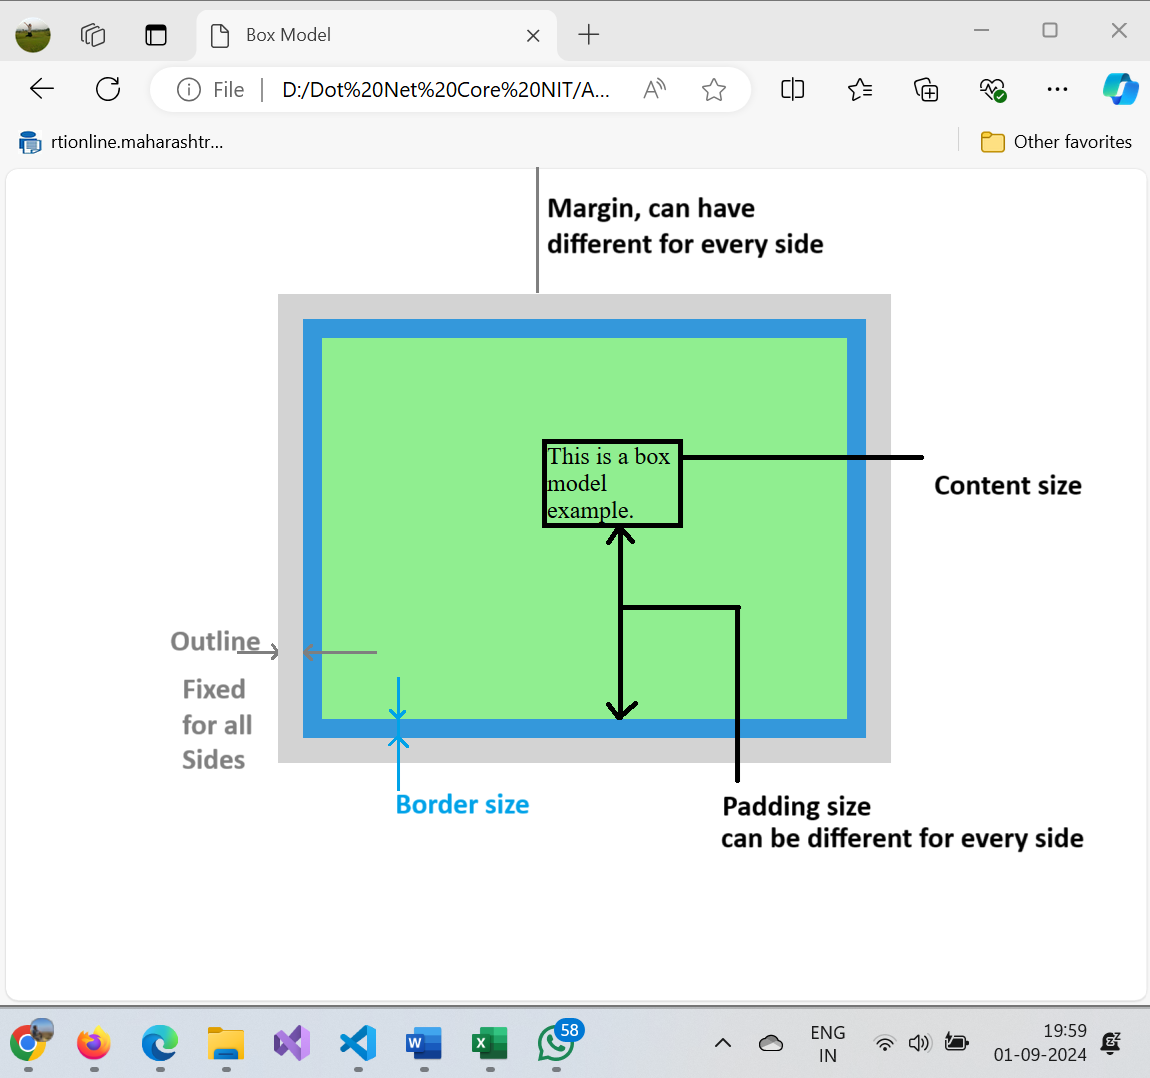 Box Model
File
D:/Dot%20Net%20Core%20NIT/A...
rtionline.maharashtr...
Other favorites
Margin, can have
different for every side
This is a box
model
example.
Content size
Outline
Fixed
for all
Sides
Border size
Padding size
can be different for every side
58
ENG
IN
19:59
01-09-2024